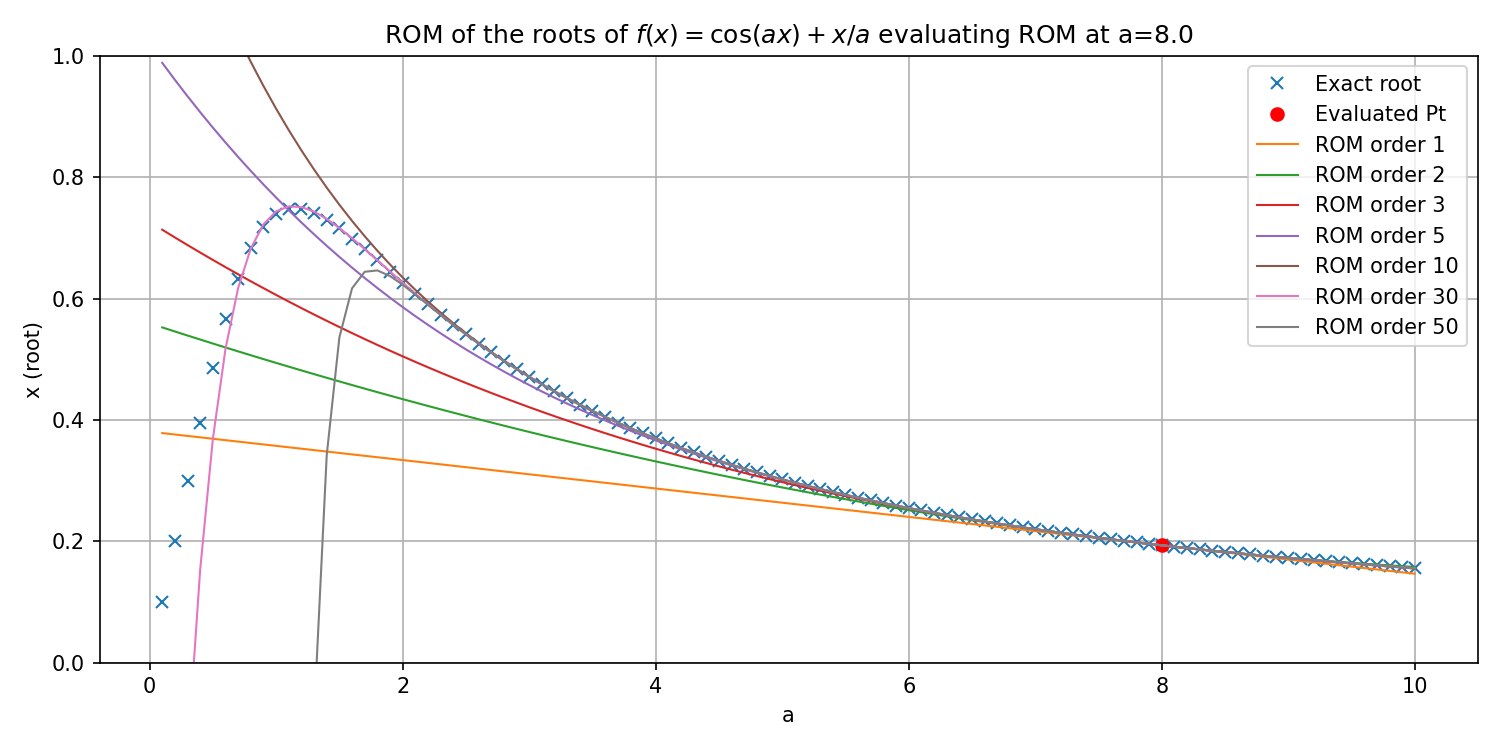 ROM of the roots of f(x) = cos(ax) + x/a evaluating ROM at a=8.0
1.0
0.8
0.6
0.4
0.2
0.0
x (root)
Exact root
Evaluated Pt
ROM order 1
ROM order 2
ROM order 3
ROM order 5
ROM order 10
ROM order 30
ROM order 50
0 2 4 6 8 10
a